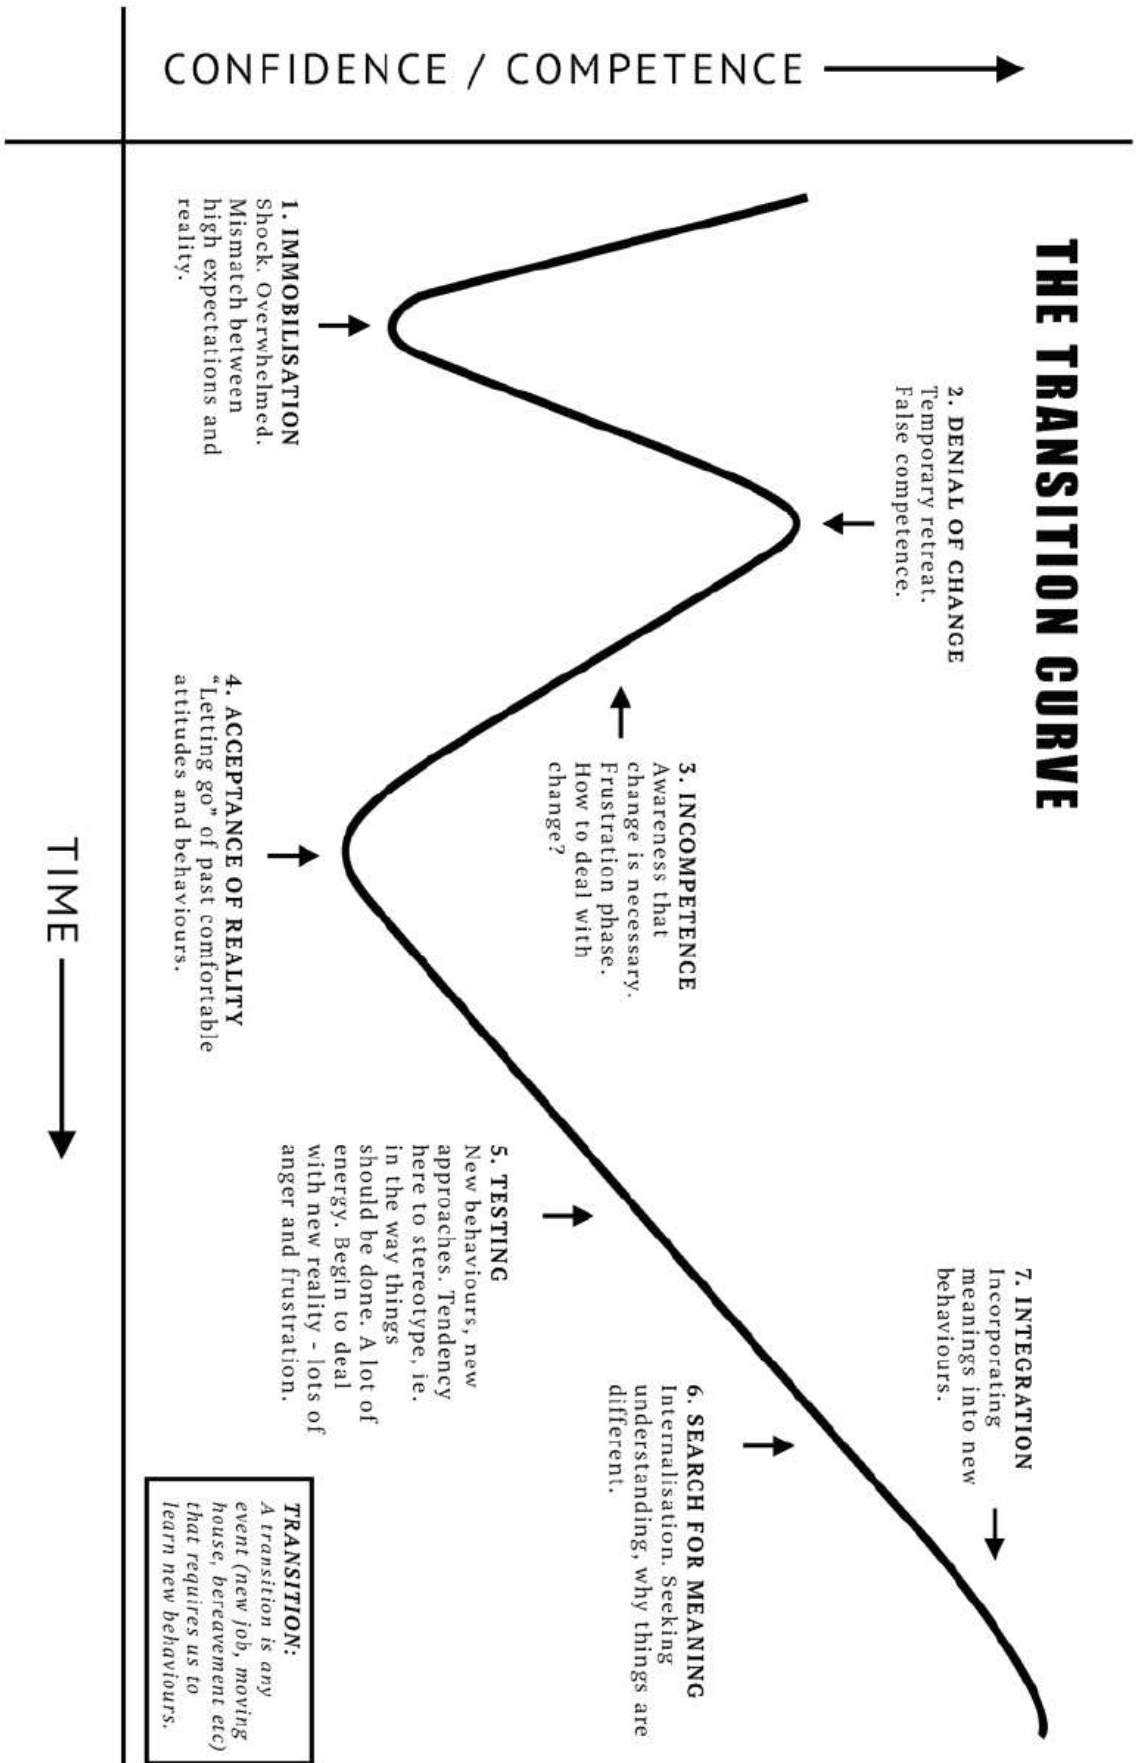 THE TRANSITION CURVE
CONFIDENCE / COMPETENCE
1. IMMOBILISATION
Shock. Overwhelmed.
Mismatch between
high expectations and
reality.
2. DENIAL OF CHANGE
Temporary retreat.
False competence.
3. INCOMPETENCE
Awareness that
change is necessary.
Frustration phase.
How to deal with
change?
4. ACCEPTANCE OF REALITY
"Letting go" of past comfortable
attitudes and behaviours.
5. TESTING
New behaviours, new
approaches. Tendency
here to stereotype, ie.
in the way things
should be done. A lot of
energy. Begin to deal
with new reality - lots of
anger and frustration.
6. SEARCH FOR MEANING
Internalisation. Seeking
understanding, why things are
different.
7. INTEGRATION
Incorporating
meanings into new
behaviours.
TRANSITION:
A transition is any
event (new job, moving
house, bereavement etc)
that requires us to
learn new behaviours.
TIME